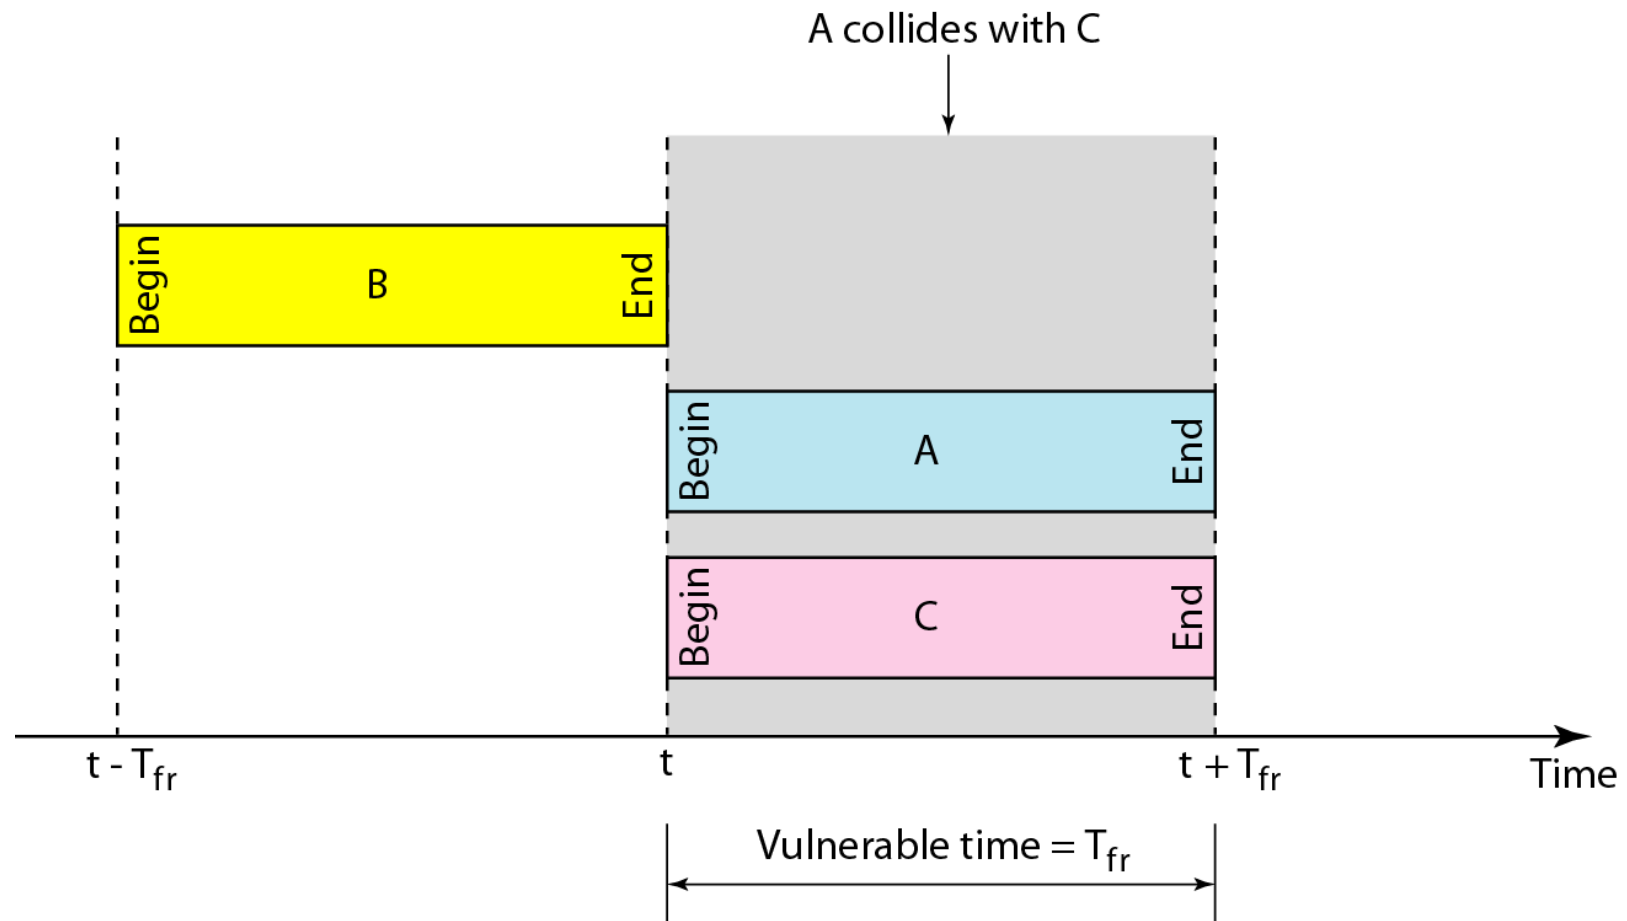 A collides with C
Begin
B
End
Begin
A
End
Begin
C
End
t - Tfr
t
t + Tfr
Time
Vulnerable time = Tfr